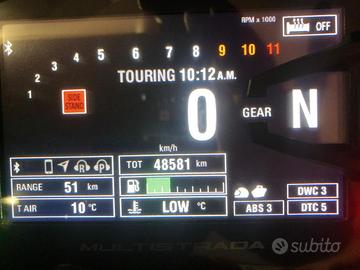 RPM x 1000
OFF
1 2 3 4 5 6 7 8 9 10 11
TOURING 10:12 A.M.
SIDE STAND
0
GEAR N
km/h
R P
TOT 48581 km
RANGE 51 km
T AIR 10 °C
LOW °C
ABS 3
DWC 3
DTC 5
MULTISTRADA
subito